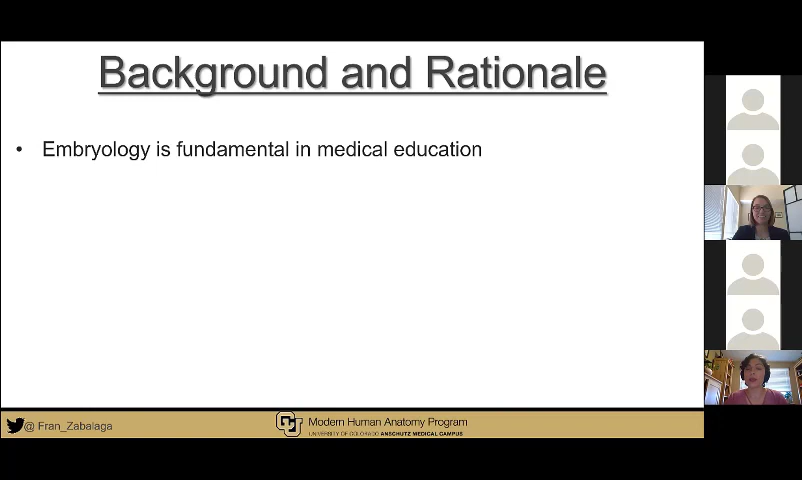 Background and Rationale
• Embryology is fundamental in medical education
@ Fran_Zabalaga
Modern Human Anatomy Program
UNIVERSITY OF COLORADO ANSCHUTZ MEDICAL CAMPUS